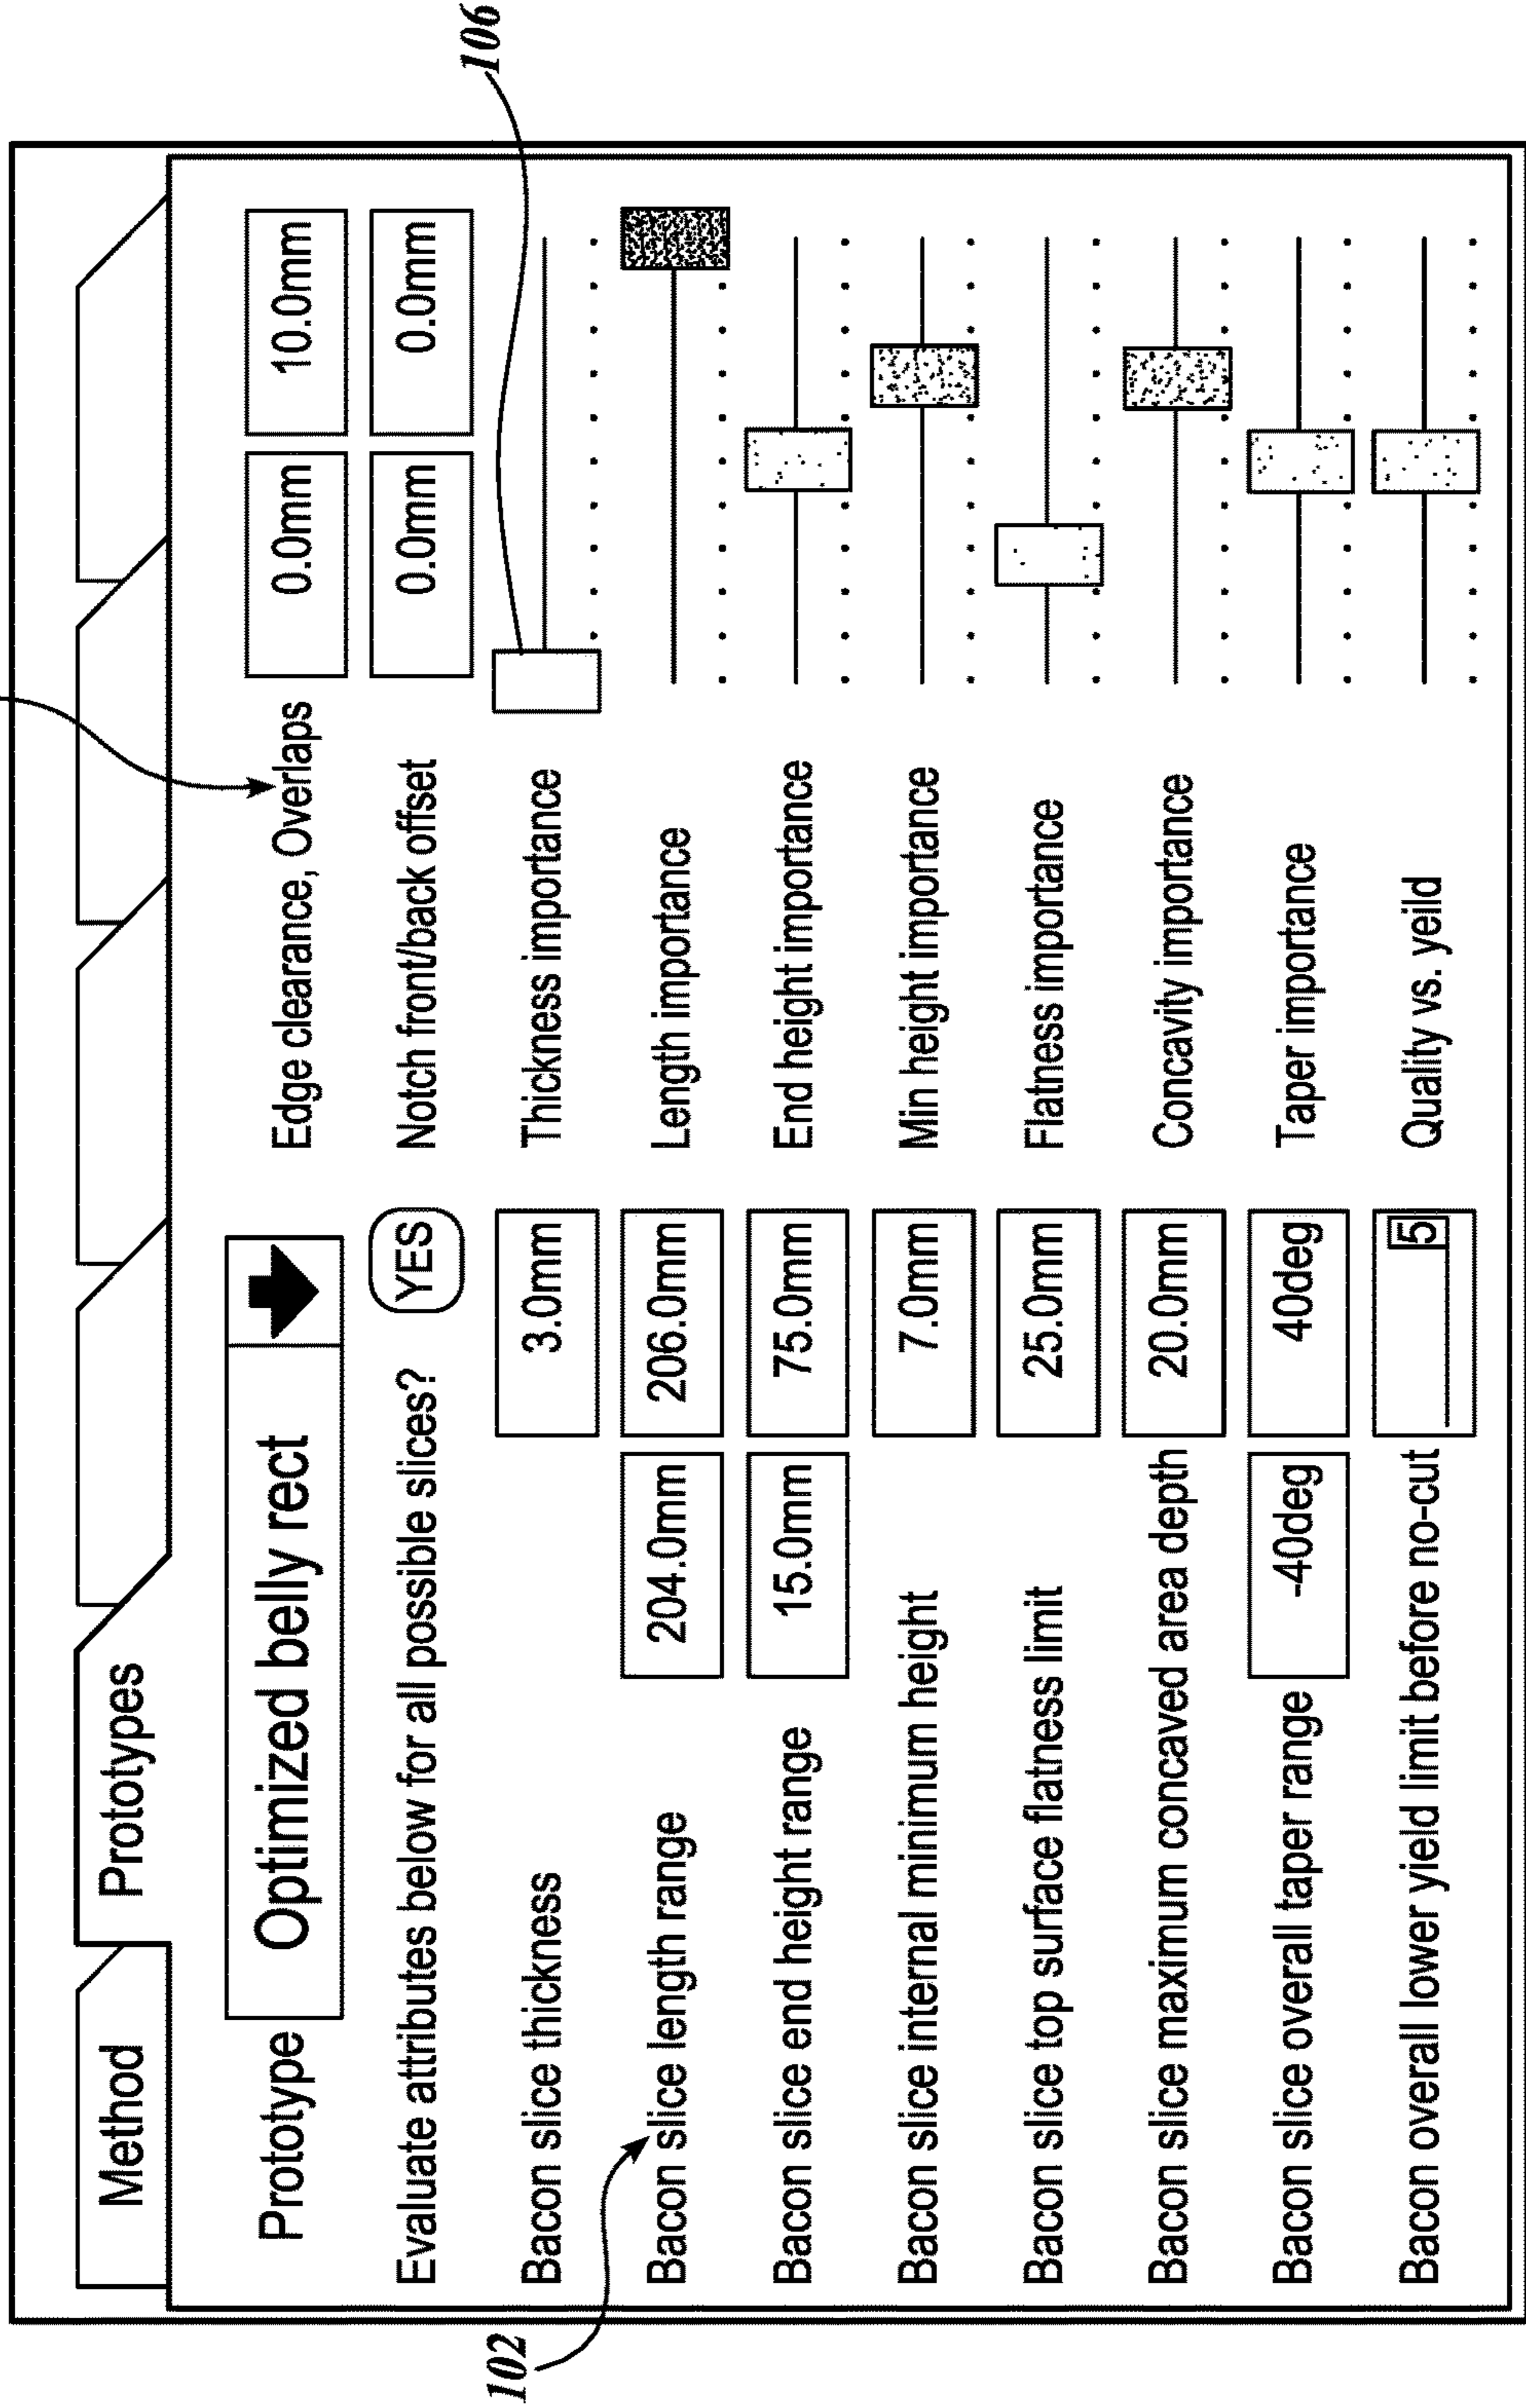 Method
Prototypes
Prototype Optimized belly rect
Edge clearance, Overlaps 0.0mm 10.0mm
Evaluate attributes below for all possible slices? YES
Notch front/back offset 0.0mm 0.0mm
Bacon slice thickness 3.0mm
Thickness importance
106
102
Bacon slice length range 204.0mm 206.0mm
Length importance
Bacon slice end height range 15.0mm 75.0mm
End height importance
Bacon slice internal minimum height 7.0mm
Min height importance
Bacon slice top surface flatness limit 25.0mm
Flatness importance
Bacon slice maximum concaved area depth 20.0mm
Concavity importance
Bacon slice overall taper range -40deg 40deg
Taper importance
Bacon overall lower yield limit before no-cut 5
Quality vs. yeild